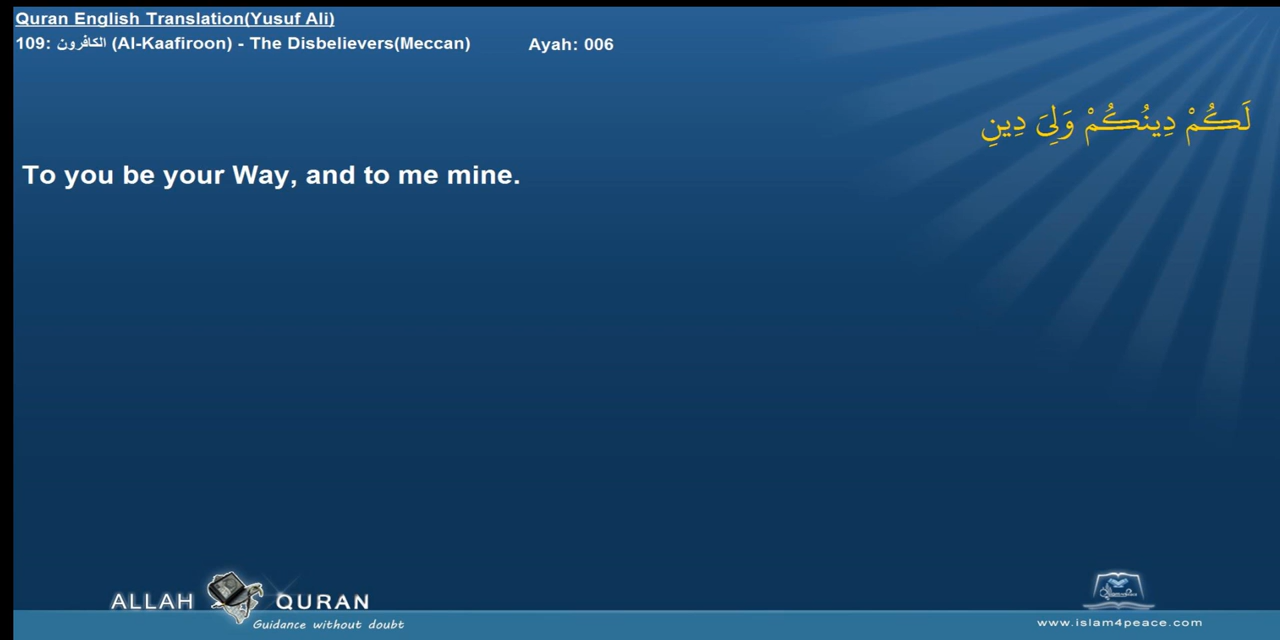 Quran English Translation(Yusuf Ali)
109: الكافرون (Al-Kaafiroon) - The Disbelievers(Meccan) Ayah: 006
لَكُمْ دِينُكُمْ وَلِيَ دِينِ
To you be your Way, and to me mine.
ALLAH QURAN
Guidance without doubt
www.islam4peace.com